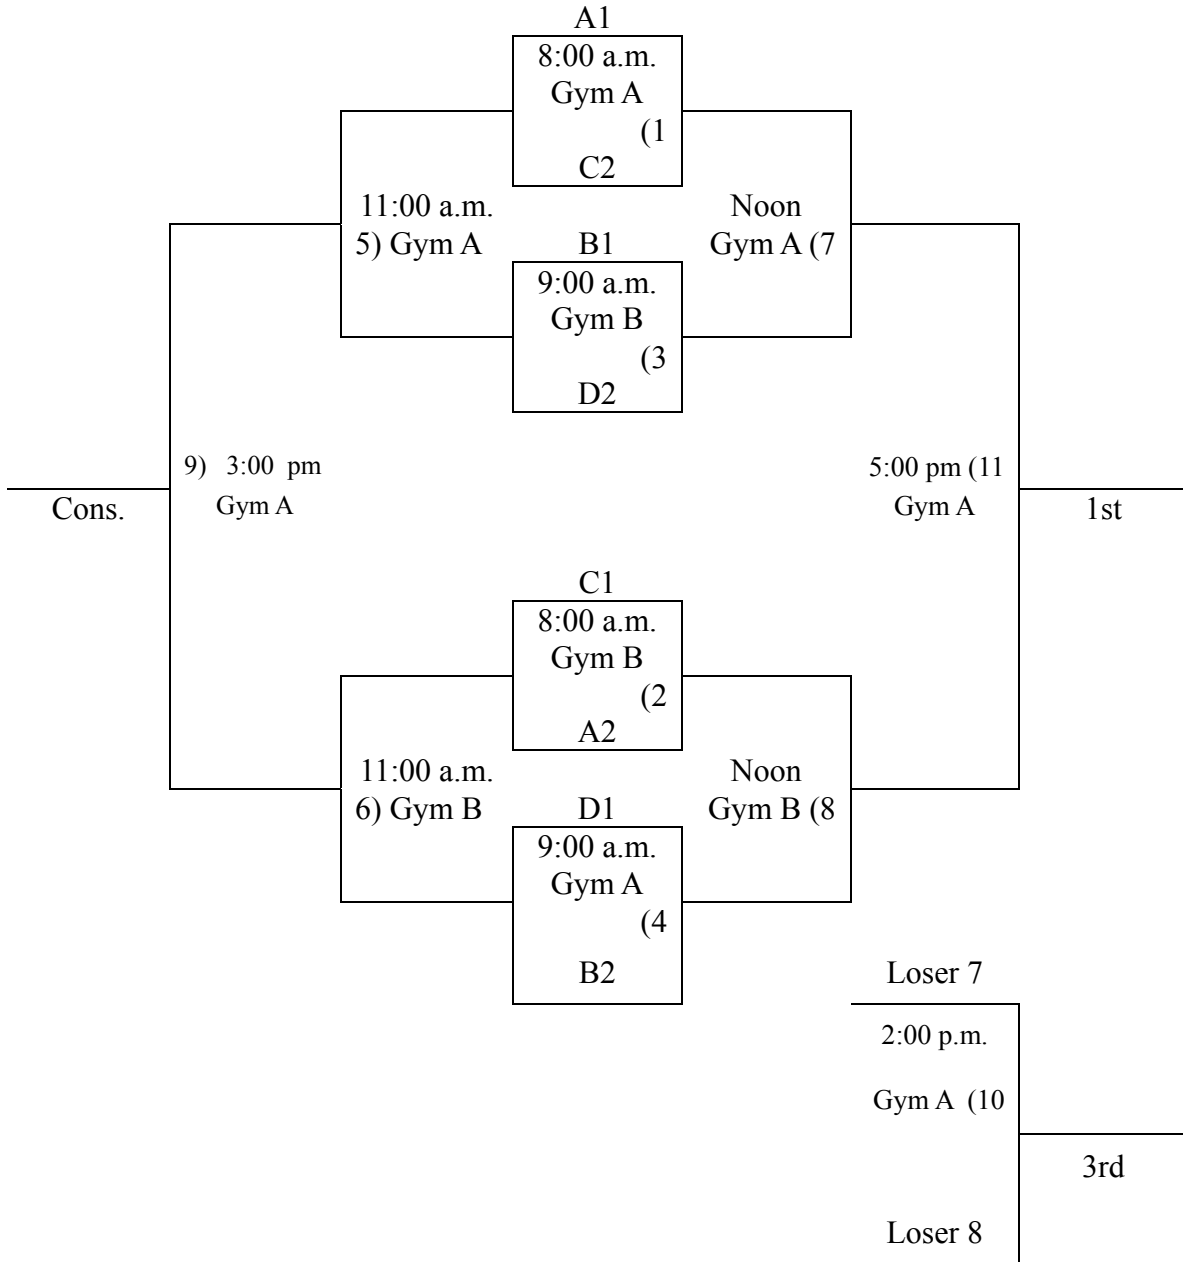 A1
8:00 a.m.
Gym A
(1
C2
11:00 a.m.
5) Gym A
Noon
Gym A (7
B1
9:00 a.m.
Gym B
(3
D2
9) 3:00 pm
Gym A
Cons.
5:00 pm (11
Gym A
1st
C1
8:00 a.m.
Gym B
(2
A2
11:00 a.m.
6) Gym B
Noon
Gym B (8
D1
9:00 a.m.
Gym A
(4
B2
Loser 7
2:00 p.m.
Gym A (10
3rd
Loser 8